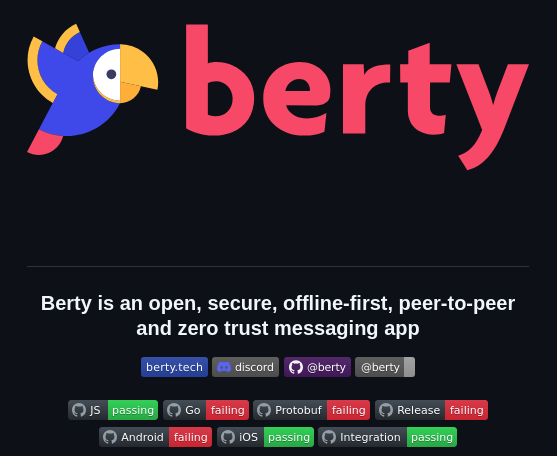 berty
Berty is an open, secure, offline-first, peer-to-peer
and zero trust messaging app
berty.tech discord @berty @berty
JS passing Go failing Protobuf failing Release failing
Android failing iOS passing Integration passing